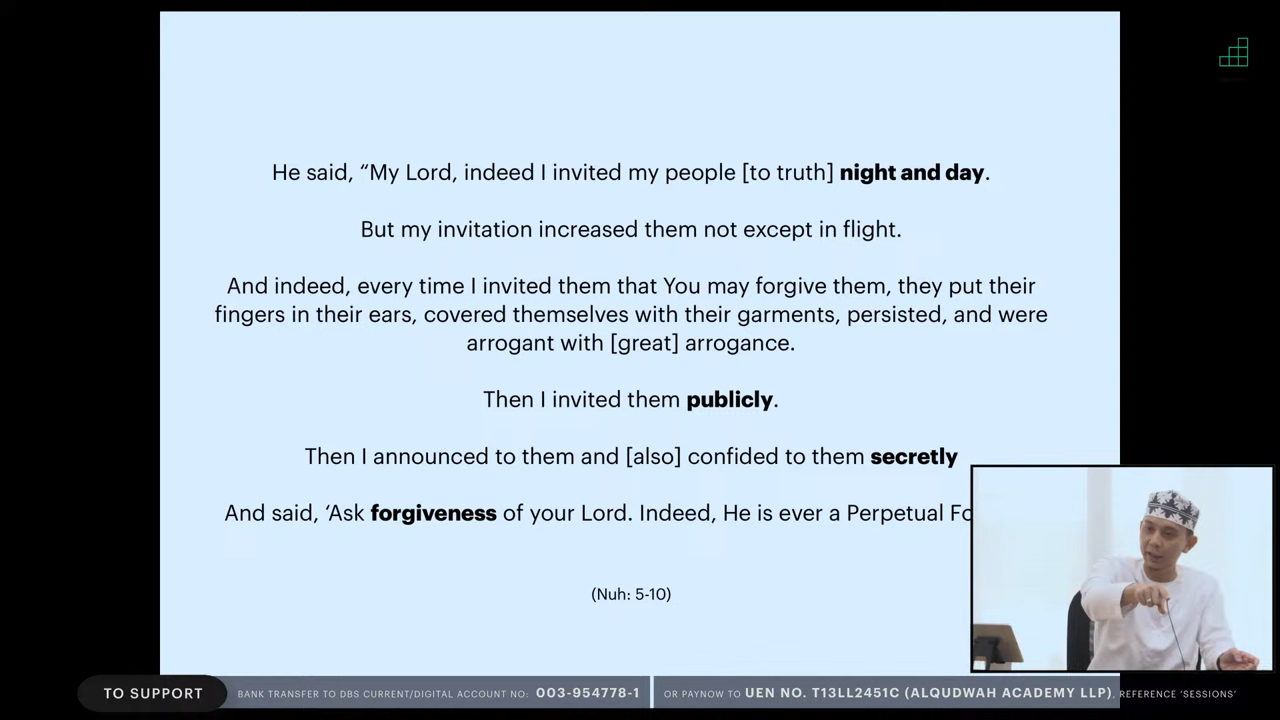 He said, “My Lord, indeed I invited my people [to truth] night and day.
But my invitation increased them not except in flight.
And indeed, every time I invited them that You may forgive them, they put their
fingers in their ears, covered themselves with their garments, persisted, and were
arrogant with [great] arrogance.
Then I invited them publicly.
Then I announced to them and [also] confided to them secretly
And said, ‘Ask forgiveness of your Lord. Indeed, He is ever a Perpetual
(Nuh: 5-10)
TO SUPPORT BANK TRANSFER TO DBS CURRENT/DIGITAL ACCOUNT NO: 003-954778-1 OR PAYNOW TO UEN NO. T13LL2451C (ALQUDWAH ACADEMY LLP), REFERENCE ‘SESSIONS’